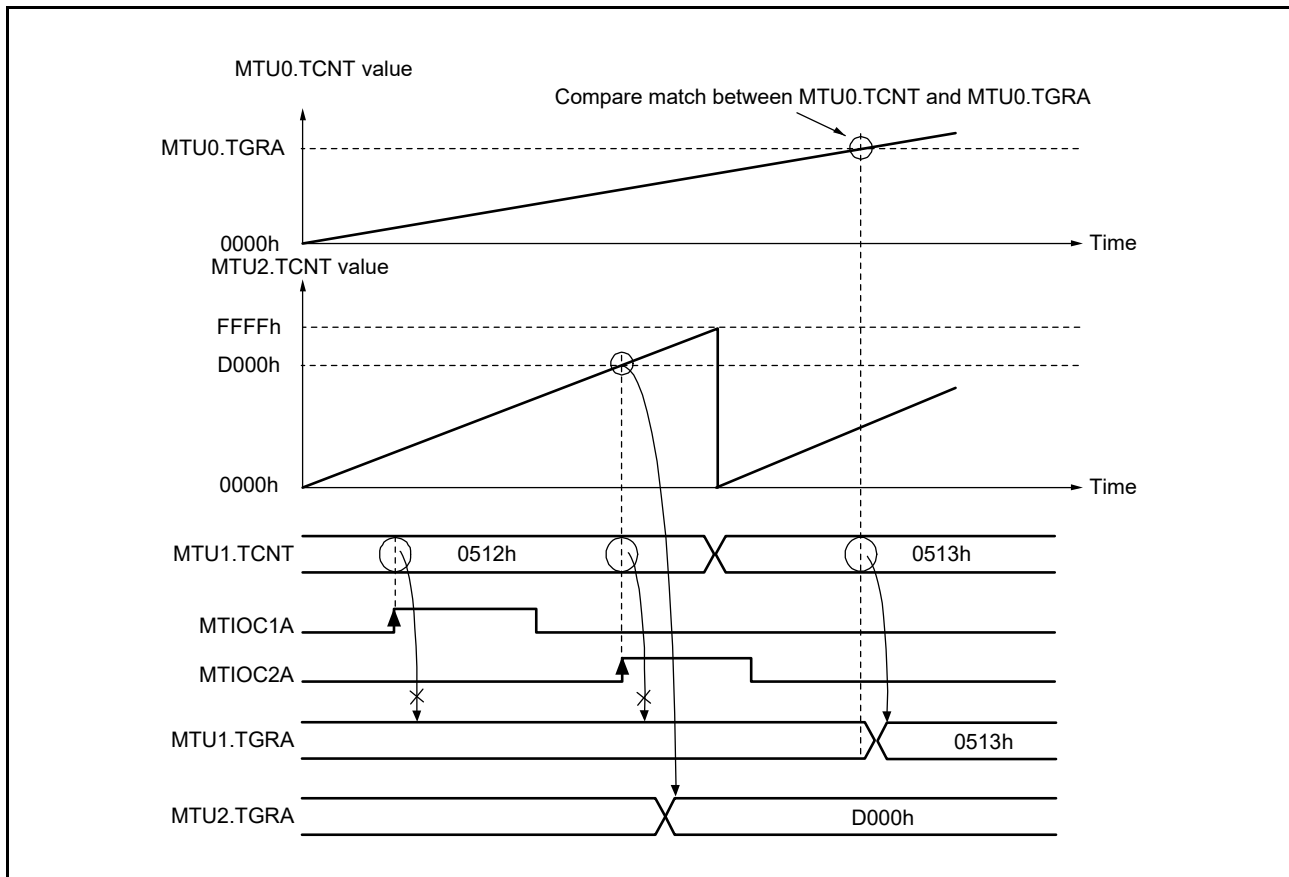 MTU0.TCNT value
Compare match between MTU0.TCNT and MTU0.TGRA
MTU0.TGRA
0000h
Time
MTU2.TCNT value
FFFFh
D000h
0000h
Time
MTU1.TCNT
0512h
0513h
MTIOC1A
MTIOC2A
MTU1.TGRA
0513h
MTU2.TGRA
D000h